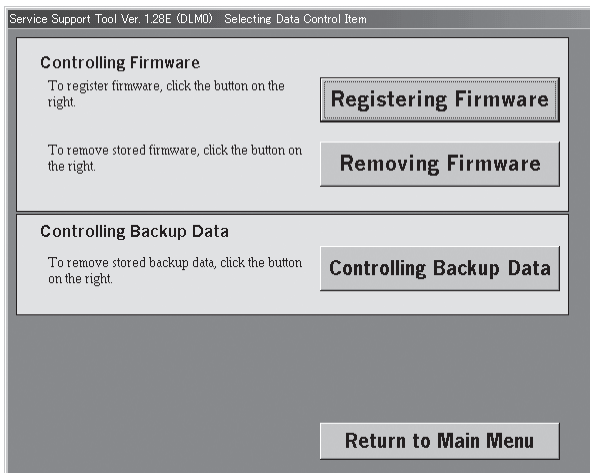 Service Support Tool Ver. 1.28E (DLM0) Selecting Data Control Item
Controlling Firmware
To register firmware, click the button on the
right.
Registering Firmware
To remove stored firmware, click the button on
the right.
Removing Firmware
Controlling Backup Data
To remove stored backup data, click the button
on the right.
Controlling Backup Data
Return to Main Menu